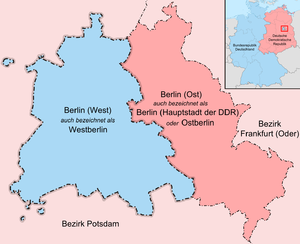 Bundesrepublik
Deutschland
Deutsche
Demokratische
Republik
Berlin (West)
auch bezeichnet als
Westberlin
Berlin (Ost)
auch bezeichnet als
Berlin (Hauptstadt der DDR)
oder Ostberlin
Bezirk
Frankfurt (Oder)
Bezirk Potsdam